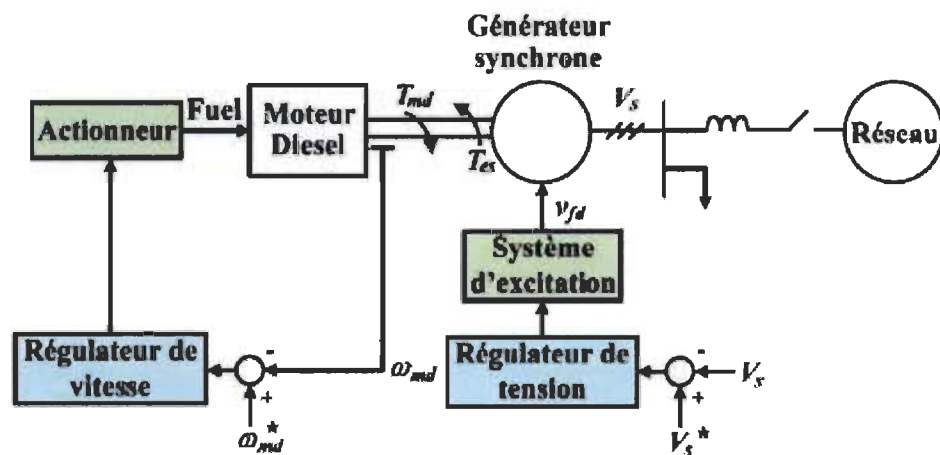 Générateur
synchrone
Actionneur
Fuel
Moteur
Diesel
T_md
T_es
V_s
Réseau
v_fd
Système
d'excitation
Régulateur de
vitesse
-
+
ω_md
ω_md*
Régulateur de
tension
-
+
V_s
V_s*